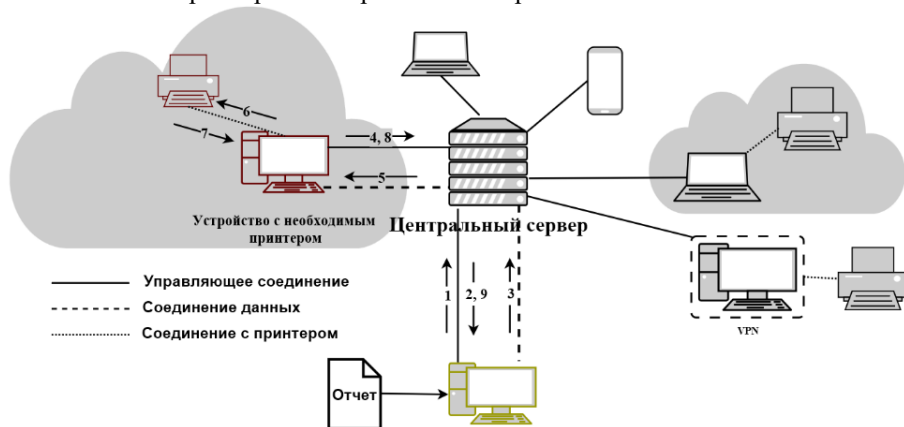 6
7
4, 8
5
Устройство с необходимым
принтером
Центральный сервер
Управляющее соединение
Соединение данных
Соединение с принтером
1
2, 9
3
VPN
Отчет